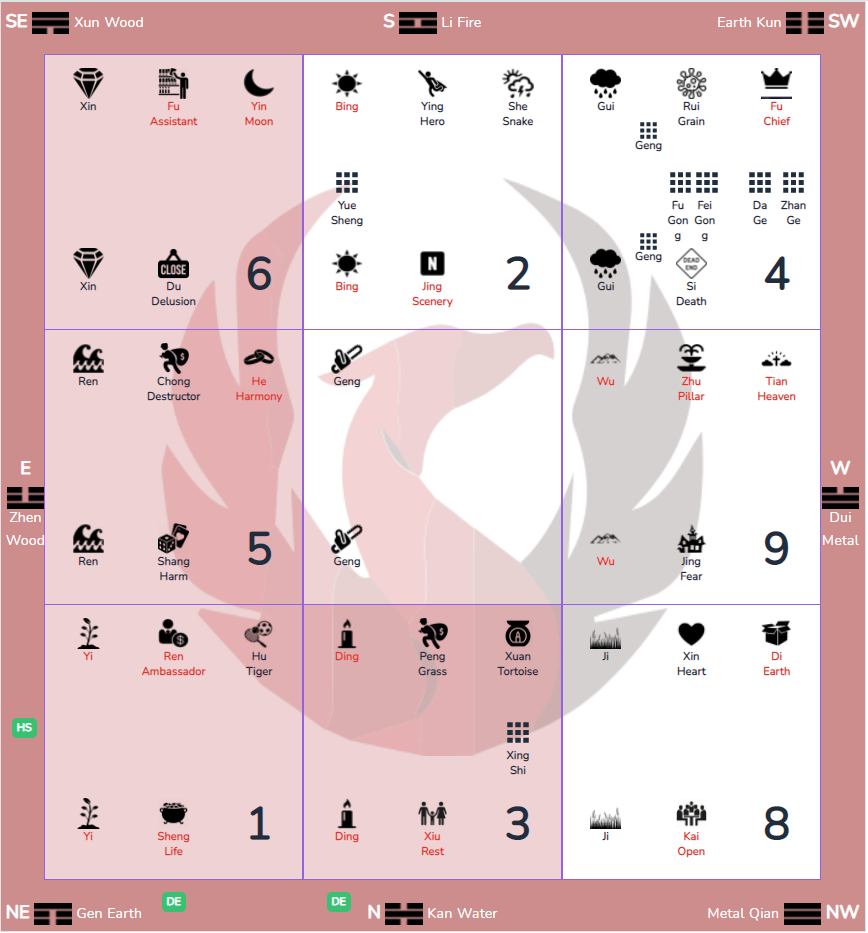 SE Xun Wood
S Li Fire
Earth Kun SW
Xin
Fu
Assistant
Yin
Moon
Xin
Du
Delusion
CLOSE
6
Bing
Ying
Hero
She
Snake
Yue
Sheng
Bing
N
Jing
Scenery
2
Gui
Rui
Grain
Fu
Chief
Geng
Fu
Gon
g
Fei
Gon
g
Da
Ge
Zhan
Ge
Geng
Gui
DEAD
END
Si
Death
4
E
Zhen
Wood
Ren
Chong
Destructor
He
Harmony
Ren
Shang
Harm
5
Geng
Geng
Wu
Zhu
Pillar
Tian
Heaven
Wu
Jing
Fear
9
W
Dui
Metal
HS
Yi
Ren
Ambassador
Hu
Tiger
Yi
Sheng
Life
1
Ding
Peng
Grass
A
Xuan
Tortoise
Xing
Shi
Ding
Xiu
Rest
3
Ji
Xin
Heart
Di
Earth
Ji
Kai
Open
8
NE Gen Earth
DE
DE
N Kan Water
Metal Qian NW